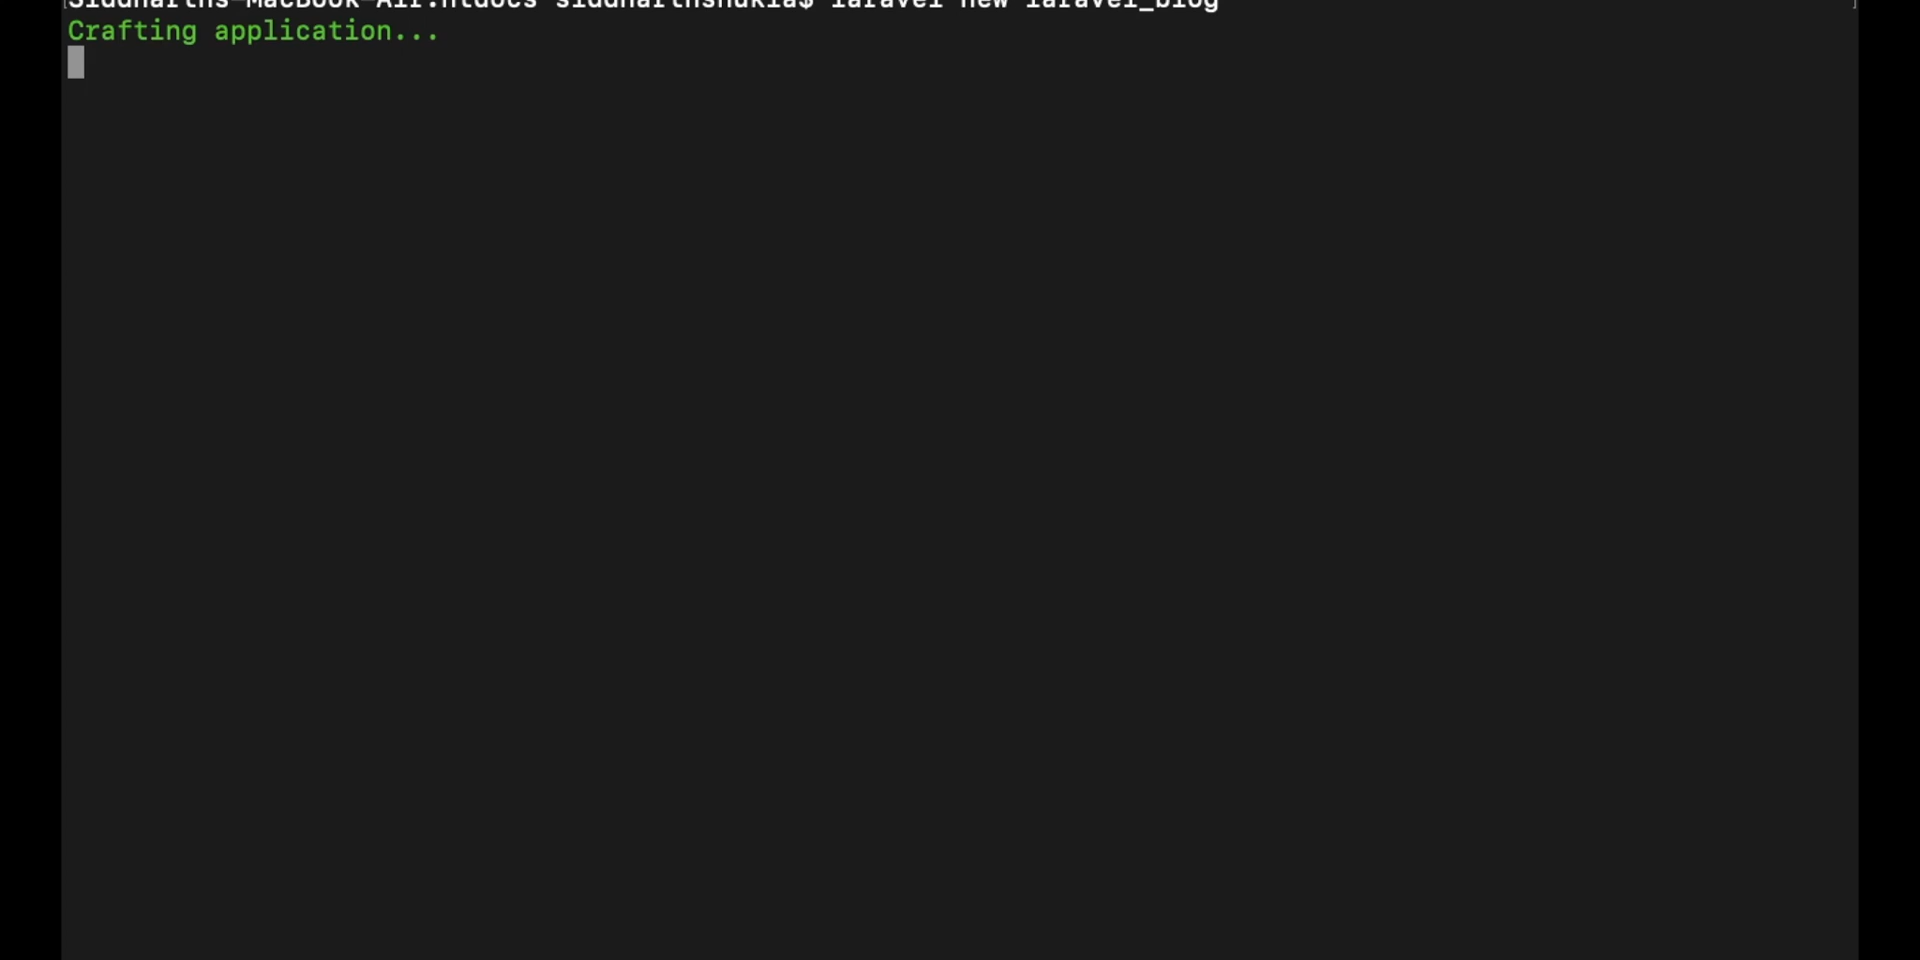 Siddharths-MacBook-Air:htdocs siddharthshukla$ laravel new laravel_blog
Crafting application...